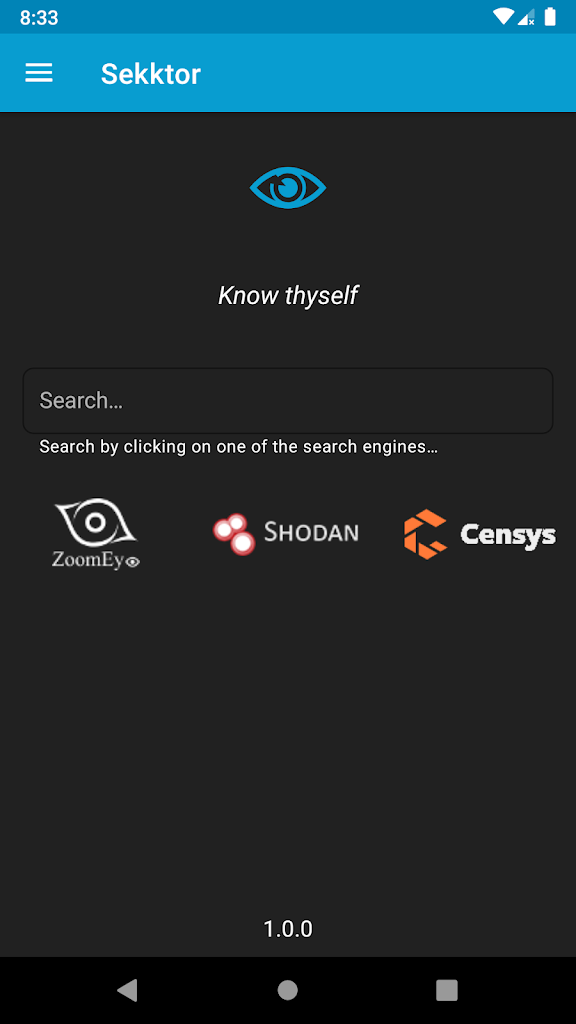 8:33
Sekktor
Know thyself
Search…
Search by clicking on one of the search engines…
ZoomEye
SHODAN
Censys
1.0.0